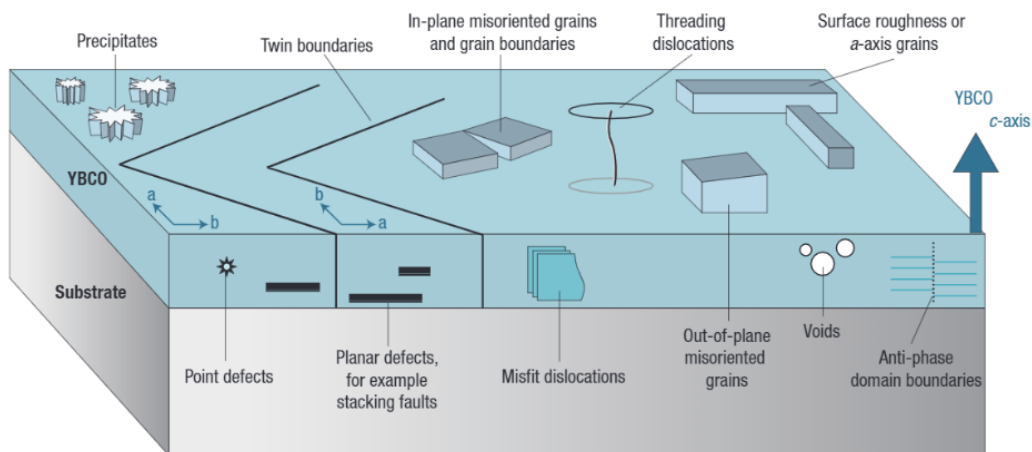 Precipitates
Twin boundaries
In-plane misoriented grains
and grain boundaries
Threading
dislocations
Surface roughness or
a-axis grains
YBCO
c-axis
YBCO
a
b
b
a
Substrate
Point defects
Planar defects,
for example
stacking faults
Misfit dislocations
Out-of-plane
misoriented
grains
Voids
Anti-phase
domain boundaries